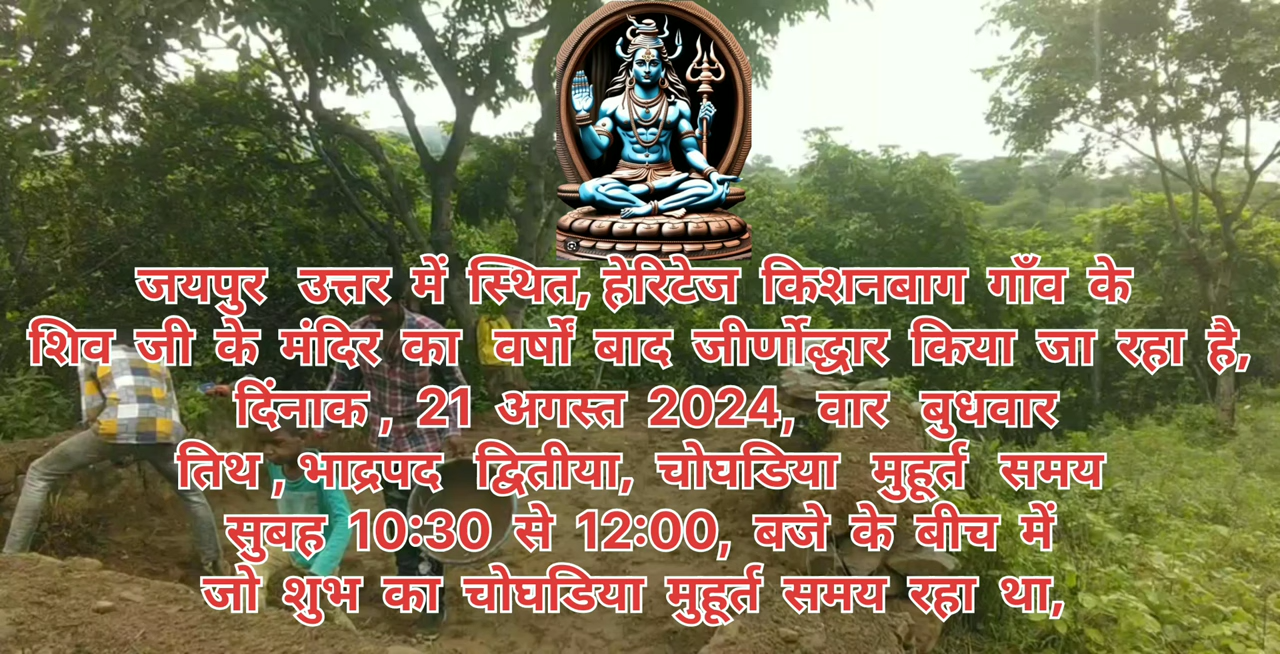 जयपुर उत्तर में स्थित, हेरिटेज किशनबाग गाँव के
शिव जी के मंदिर का वर्षों बाद जीर्णोद्धार किया जा रहा है,
दिंनाक , 21 अगस्त 2024, वार बुधवार
तिथ , भाद्रपद द्वितीया, चोघडिया मुहूर्त समय
सुबह 10:30 से 12:00, बजे के बीच में
जो शुभ का चोघडिया मुहूर्त समय रहा था,